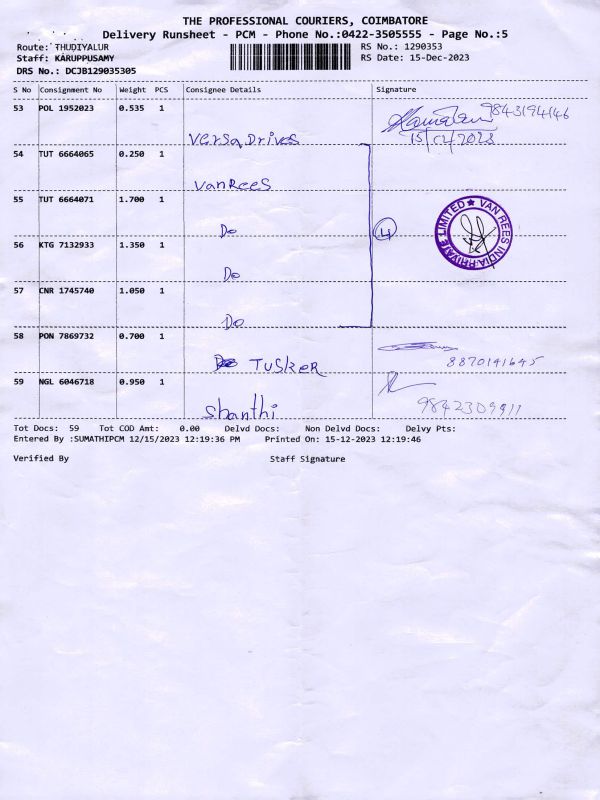 THE PROFESSIONAL COURIERS, COIMBATORE
Delivery Runsheet - PCM - Phone No.:0422-3505555 - Page No.:5
Route: THUDIYALUR
RS No.: 1290353
Staff: KARUPPUSAMY
RS Date: 15-Dec-2023
DRS No.: DCJB129035305
S No Consignment No Weight PCS Consignee Details Signature
53 POL 1952023 0.535 1 Versa Drives 9843194146
15/12/2023
54 TUT 6664065 0.250 1 VanRees
55 TUT 6664071 1.700 1 Do
VAN REES INDIA PRIVATE LIMITED
4
56 KTG 7132933 1.350 1 Do
57 CNR 1745740 1.050 1 Do
58 PON 7869732 0.700 1 TUSKER
8870141645
59 NGL 6046718 0.950 1 Shanthi
9842309911
Tot Docs: 59 Tot COD Amt: 0.00 Delvd Docs: Non Delvd Docs: Delvy Pts:
Entered By :SUMATHIPCM 12/15/2023 12:19:36 PM Printed On: 15-12-2023 12:19:46
Verified By Staff Signature